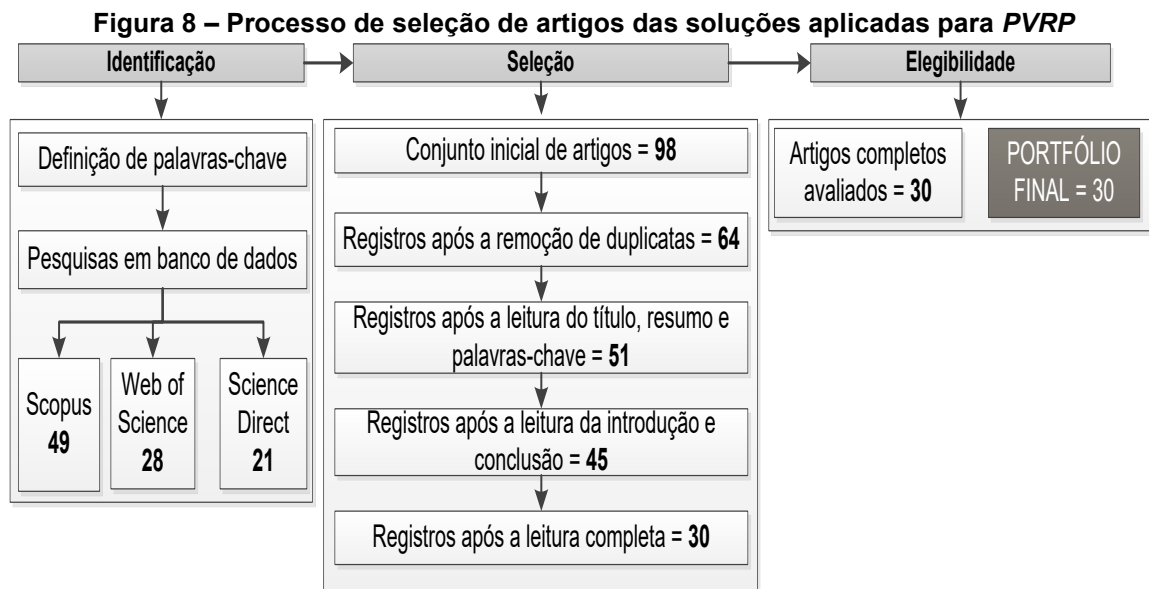 Figura 8 – Processo de seleção de artigos das soluções aplicadas para PVRP
Identificação
Seleção
Elegibilidade
Definição de palavras-chave
Pesquisas em banco de dados
Scopus
49
Web of
Science
28
Science
Direct
21
Conjunto inicial de artigos = 98
Registros após a remoção de duplicatas = 64
Registros após a leitura do título, resumo e
palavras-chave = 51
Registros após a leitura da introdução e
conclusão = 45
Registros após a leitura completa = 30
Artigos completos
avaliados = 30
PORTFÓLIO
FINAL = 30